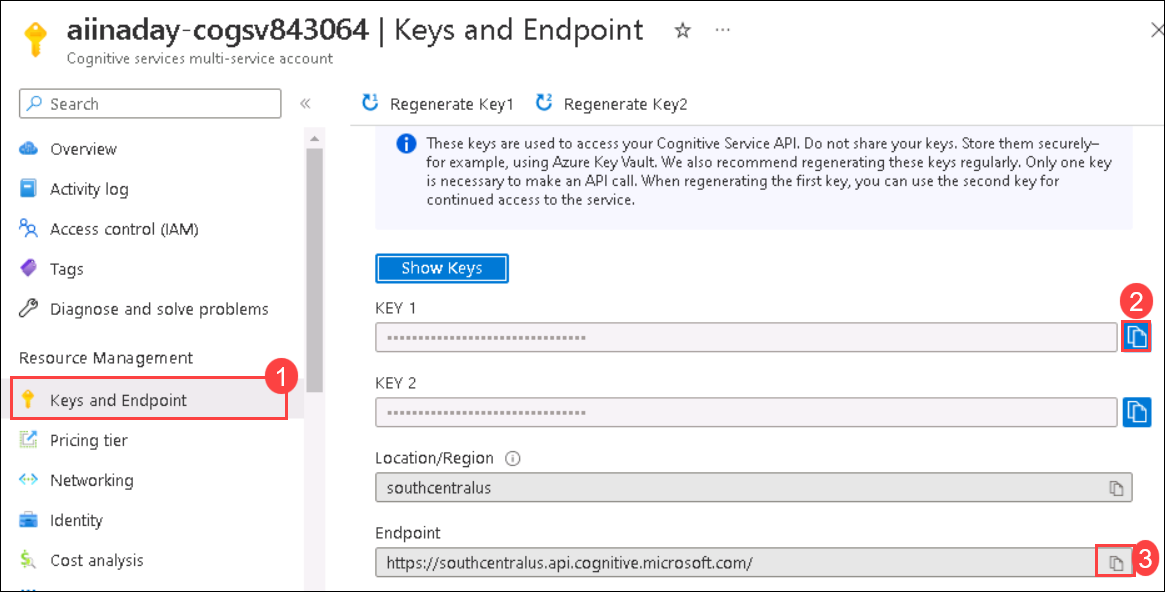 aiinaday-cogsv843064 | Keys and Endpoint
Cognitive services multi-service account
Search
Overview
Activity log
Access control (IAM)
Tags
Diagnose and solve problems
Resource Management
Keys and Endpoint
1
Pricing tier
Networking
Identity
Cost analysis
Regenerate Key1
Regenerate Key2
These keys are used to access your Cognitive Service API. Do not share your keys. Store them securely–
for example, using Azure Key Vault. We also recommend regenerating these keys regularly. Only one key
is necessary to make an API call. When regenerating the first key, you can use the second key for
continued access to the service.
Show Keys
KEY 1
2
••••••••••••••••••••••••••••••••
KEY 2
••••••••••••••••••••••••••••••••
Location/Region
southcentralus
Endpoint
https://southcentralus.api.cognitive.microsoft.com/
3